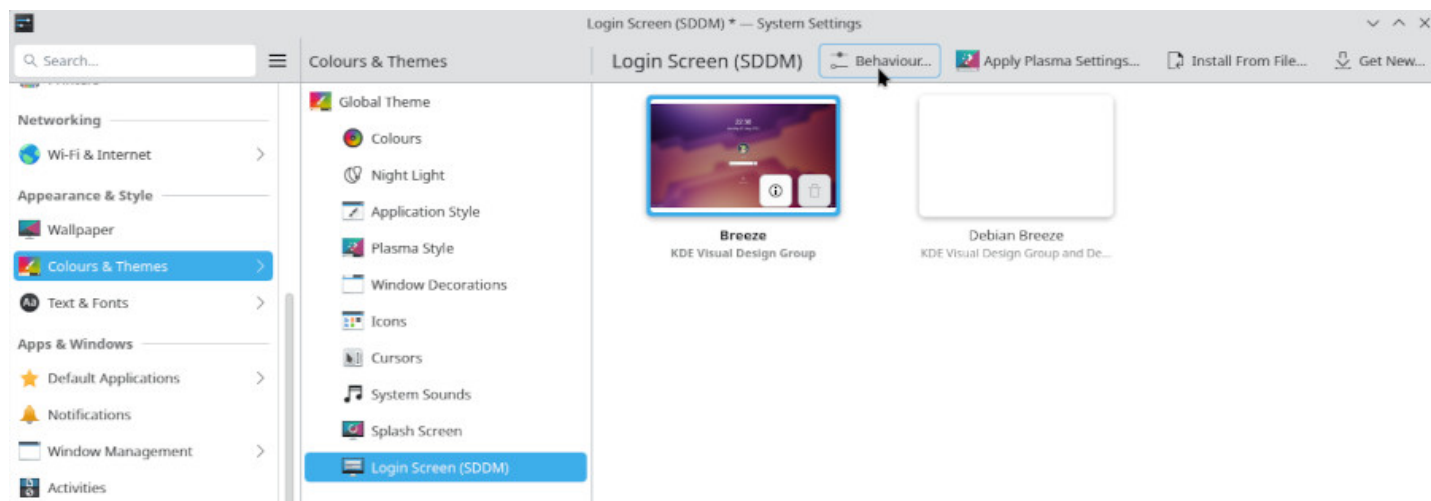 Login Screen (SDDM) * — System Settings
Search...
Colours & Themes
Login Screen (SDDM)
Behaviour...
Apply Plasma Settings...
Install From File...
Get New...
Networking
Wi-Fi & Internet
Appearance & Style
Wallpaper
Colours & Themes
Text & Fonts
Apps & Windows
Default Applications
Notifications
Window Management
Activities
Global Theme
Colours
Night Light
Application Style
Plasma Style
Window Decorations
Icons
Cursors
System Sounds
Splash Screen
Login Screen (SDDM)
22:38
Breeze
KDE Visual Design Group
Debian Breeze
KDE Visual Design Group and De...